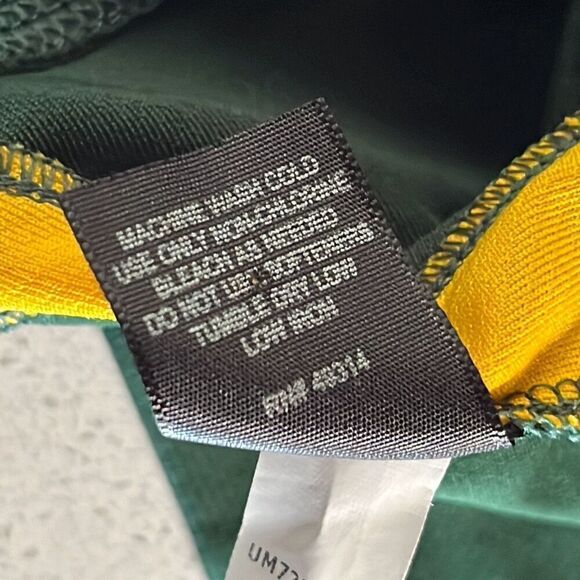 MACHINE WASH COLD
USE ONLY NON-CHLORINE
BLEACH AS NEEDED
DO NOT USE SOFTENERS
TUMBLE DRY LOW
LOW IRON
RN# 49314